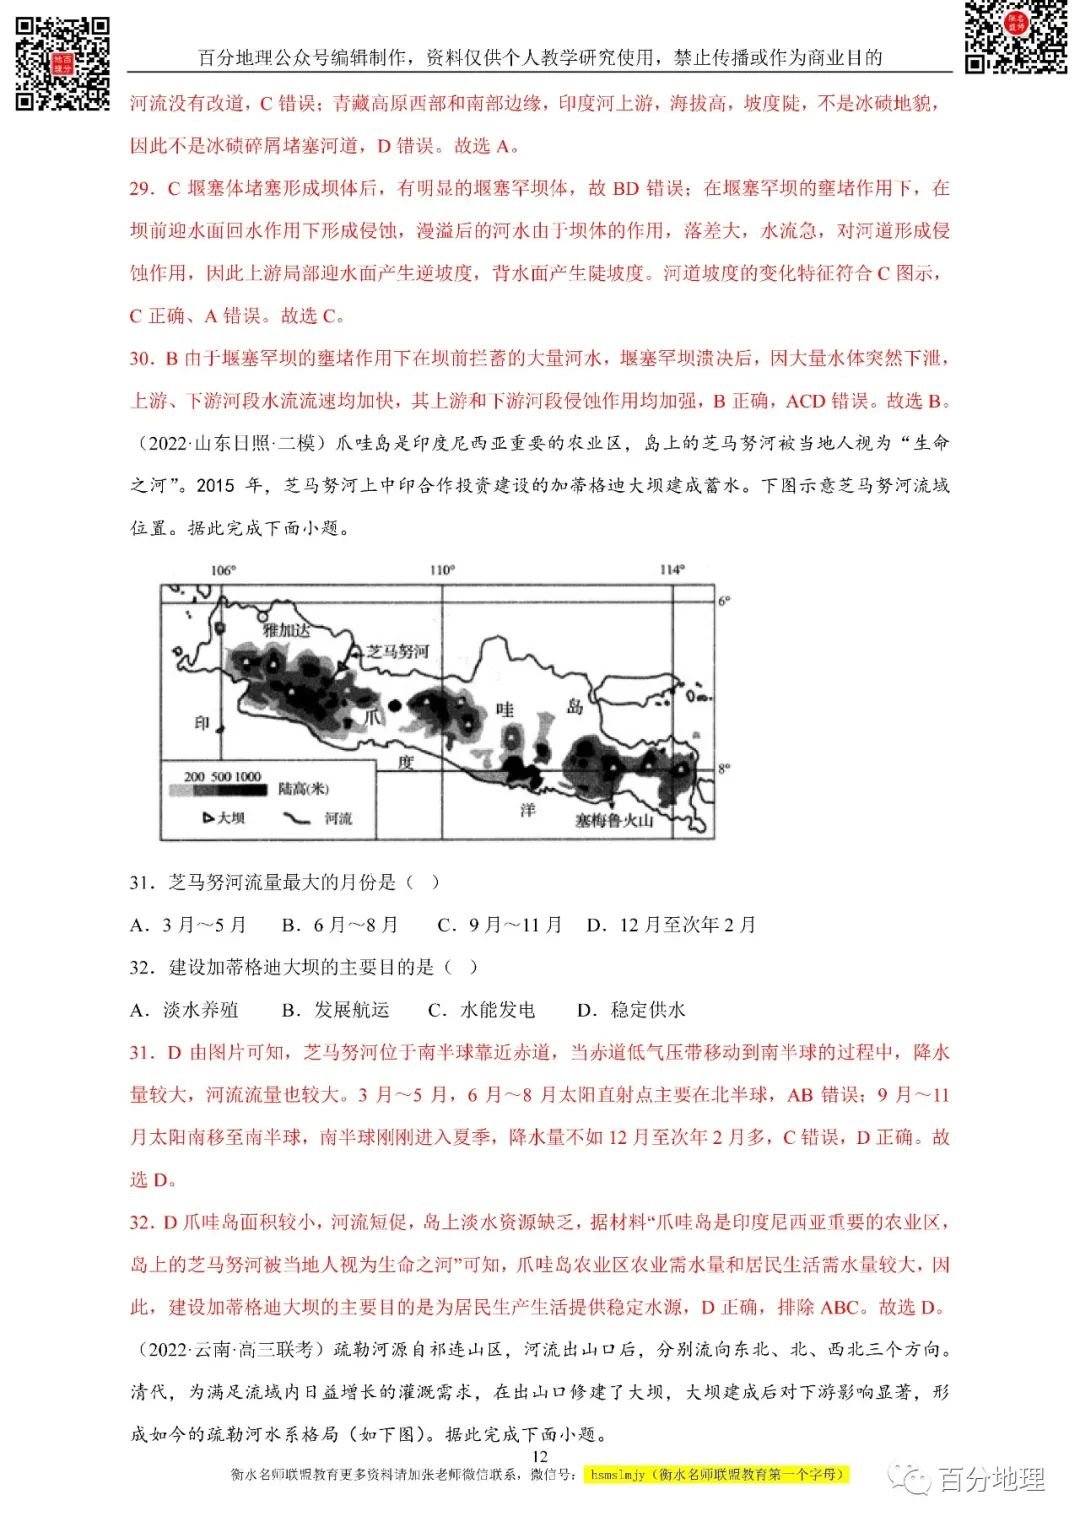 百分地理公众号编辑制作，资料仅供个人教学研究使用，禁止传播或作为商业目的
河流没有改道，C 错误；青藏高原西部和南部边缘，印度河上游，海拔高，坡度陡，不是冰碛地貌，
因此不是冰碛碎屑堵塞河道，D 错误。故选 A。
29．C 堰塞体堵塞形成坝体后，有明显的堰塞罕坝体，故 BD 错误；在堰塞罕坝的壅堵作用下，在
坝前迎水面回水作用下形成侵蚀，漫溢后的河水由于坝体的作用，落差大，水流急，对河道形成侵
蚀作用，因此上游局部迎水面产生逆坡度，背水面产生陡坡度。河道坡度的变化特征符合 C 图示，
C 正确、A 错误。故选 C。
30．B 由于堰塞罕坝的壅堵作用下在坝前拦蓄的大量河水，堰塞罕坝溃决后，因大量水体突然下泄，
上游、下游河段水流流速均加快，其上游和下游河段侵蚀作用均加强，B 正确，ACD 错误。故选 B。
（2022·山东日照·二模）爪哇岛是印度尼西亚重要的农业区，岛上的芝马努河被当地人视为“生命
之河”。2015 年，芝马努河上中印合作投资建设的加蒂格迪大坝建成蓄水。下图示意芝马努河流域
位置。据此完成下面小题。
106° 110° 114°
6°
雅加达
芝马努河
爪 哇 岛
印 度 洋
8°
200 500 1000 陆高(米)
大坝 河流
塞梅鲁火山
31．芝马努河流量最大的月份是（ ）
A．3 月～5 月 B．6 月～8 月 C．9 月～11 月 D．12 月至次年 2 月
32．建设加蒂格迪大坝的主要目的是（ ）
A．淡水养殖 B．发展航运 C．水能发电 D．稳定供水
31．D 由图片可知，芝马努河位于南半球靠近赤道，当赤道低气压带移动到南半球的过程中，降水
量较大，河流流量也较大。3 月～5 月，6 月～8 月太阳直射点主要在北半球，AB 错误；9 月～11
月太阳南移至南半球，南半球刚刚进入夏季，降水量不如 12 月至次年 2 月多，C 错误，D 正确。故
选 D。
32．D 爪哇岛面积较小，河流短促，岛上淡水资源缺乏，据材料“爪哇岛是印度尼西亚重要的农业区，
岛上的芝马努河被当地人视为生命之河”可知，爪哇岛农业区农业需水量和居民生活需水量较大，因
此，建设加蒂格迪大坝的主要目的是为居民生产生活提供稳定水源，D 正确，排除 ABC。故选 D。
（2022·云南·高三联考）疏勒河源自祁连山区，河流出山口后，分别流向东北、北、西北三个方向。
清代，为满足流域内日益增长的灌溉需求，在出山口修建了大坝，大坝建成后对下游影响显著，形
成如今的疏勒河水系格局（如下图）。据此完成下面小题。
12
衡水名师联盟教育更多资料请加张老师微信联系，微信号： hsmslmjy（衡水名师联盟教育第一个字母）
百分地理